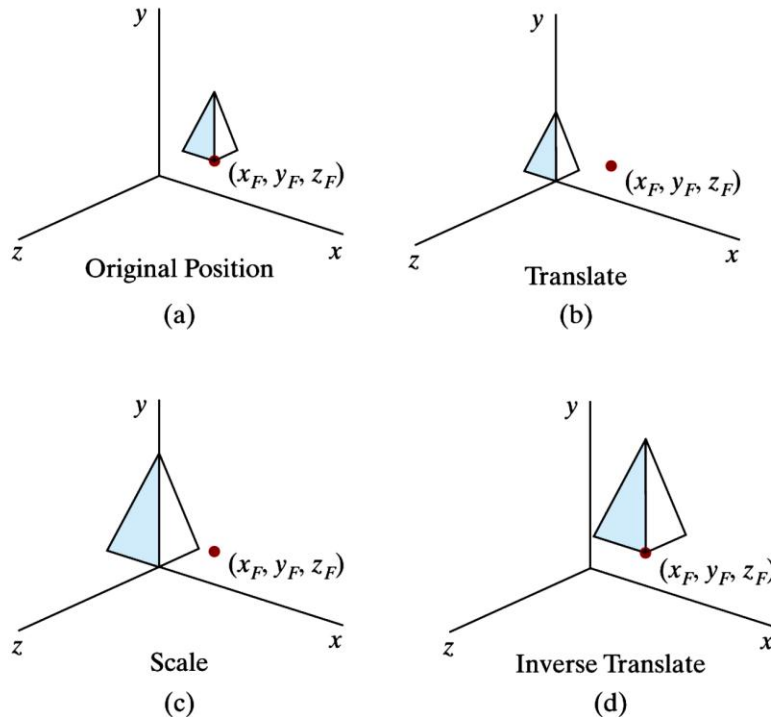 y
(x_F, y_F, z_F)
z
x
Original Position
(a)
y
(x_F, y_F, z_F)
z
x
Translate
(b)
y
(x_F, y_F, z_F)
z
x
Scale
(c)
y
(x_F, y_F, z_F)
z
x
Inverse Translate
(d)